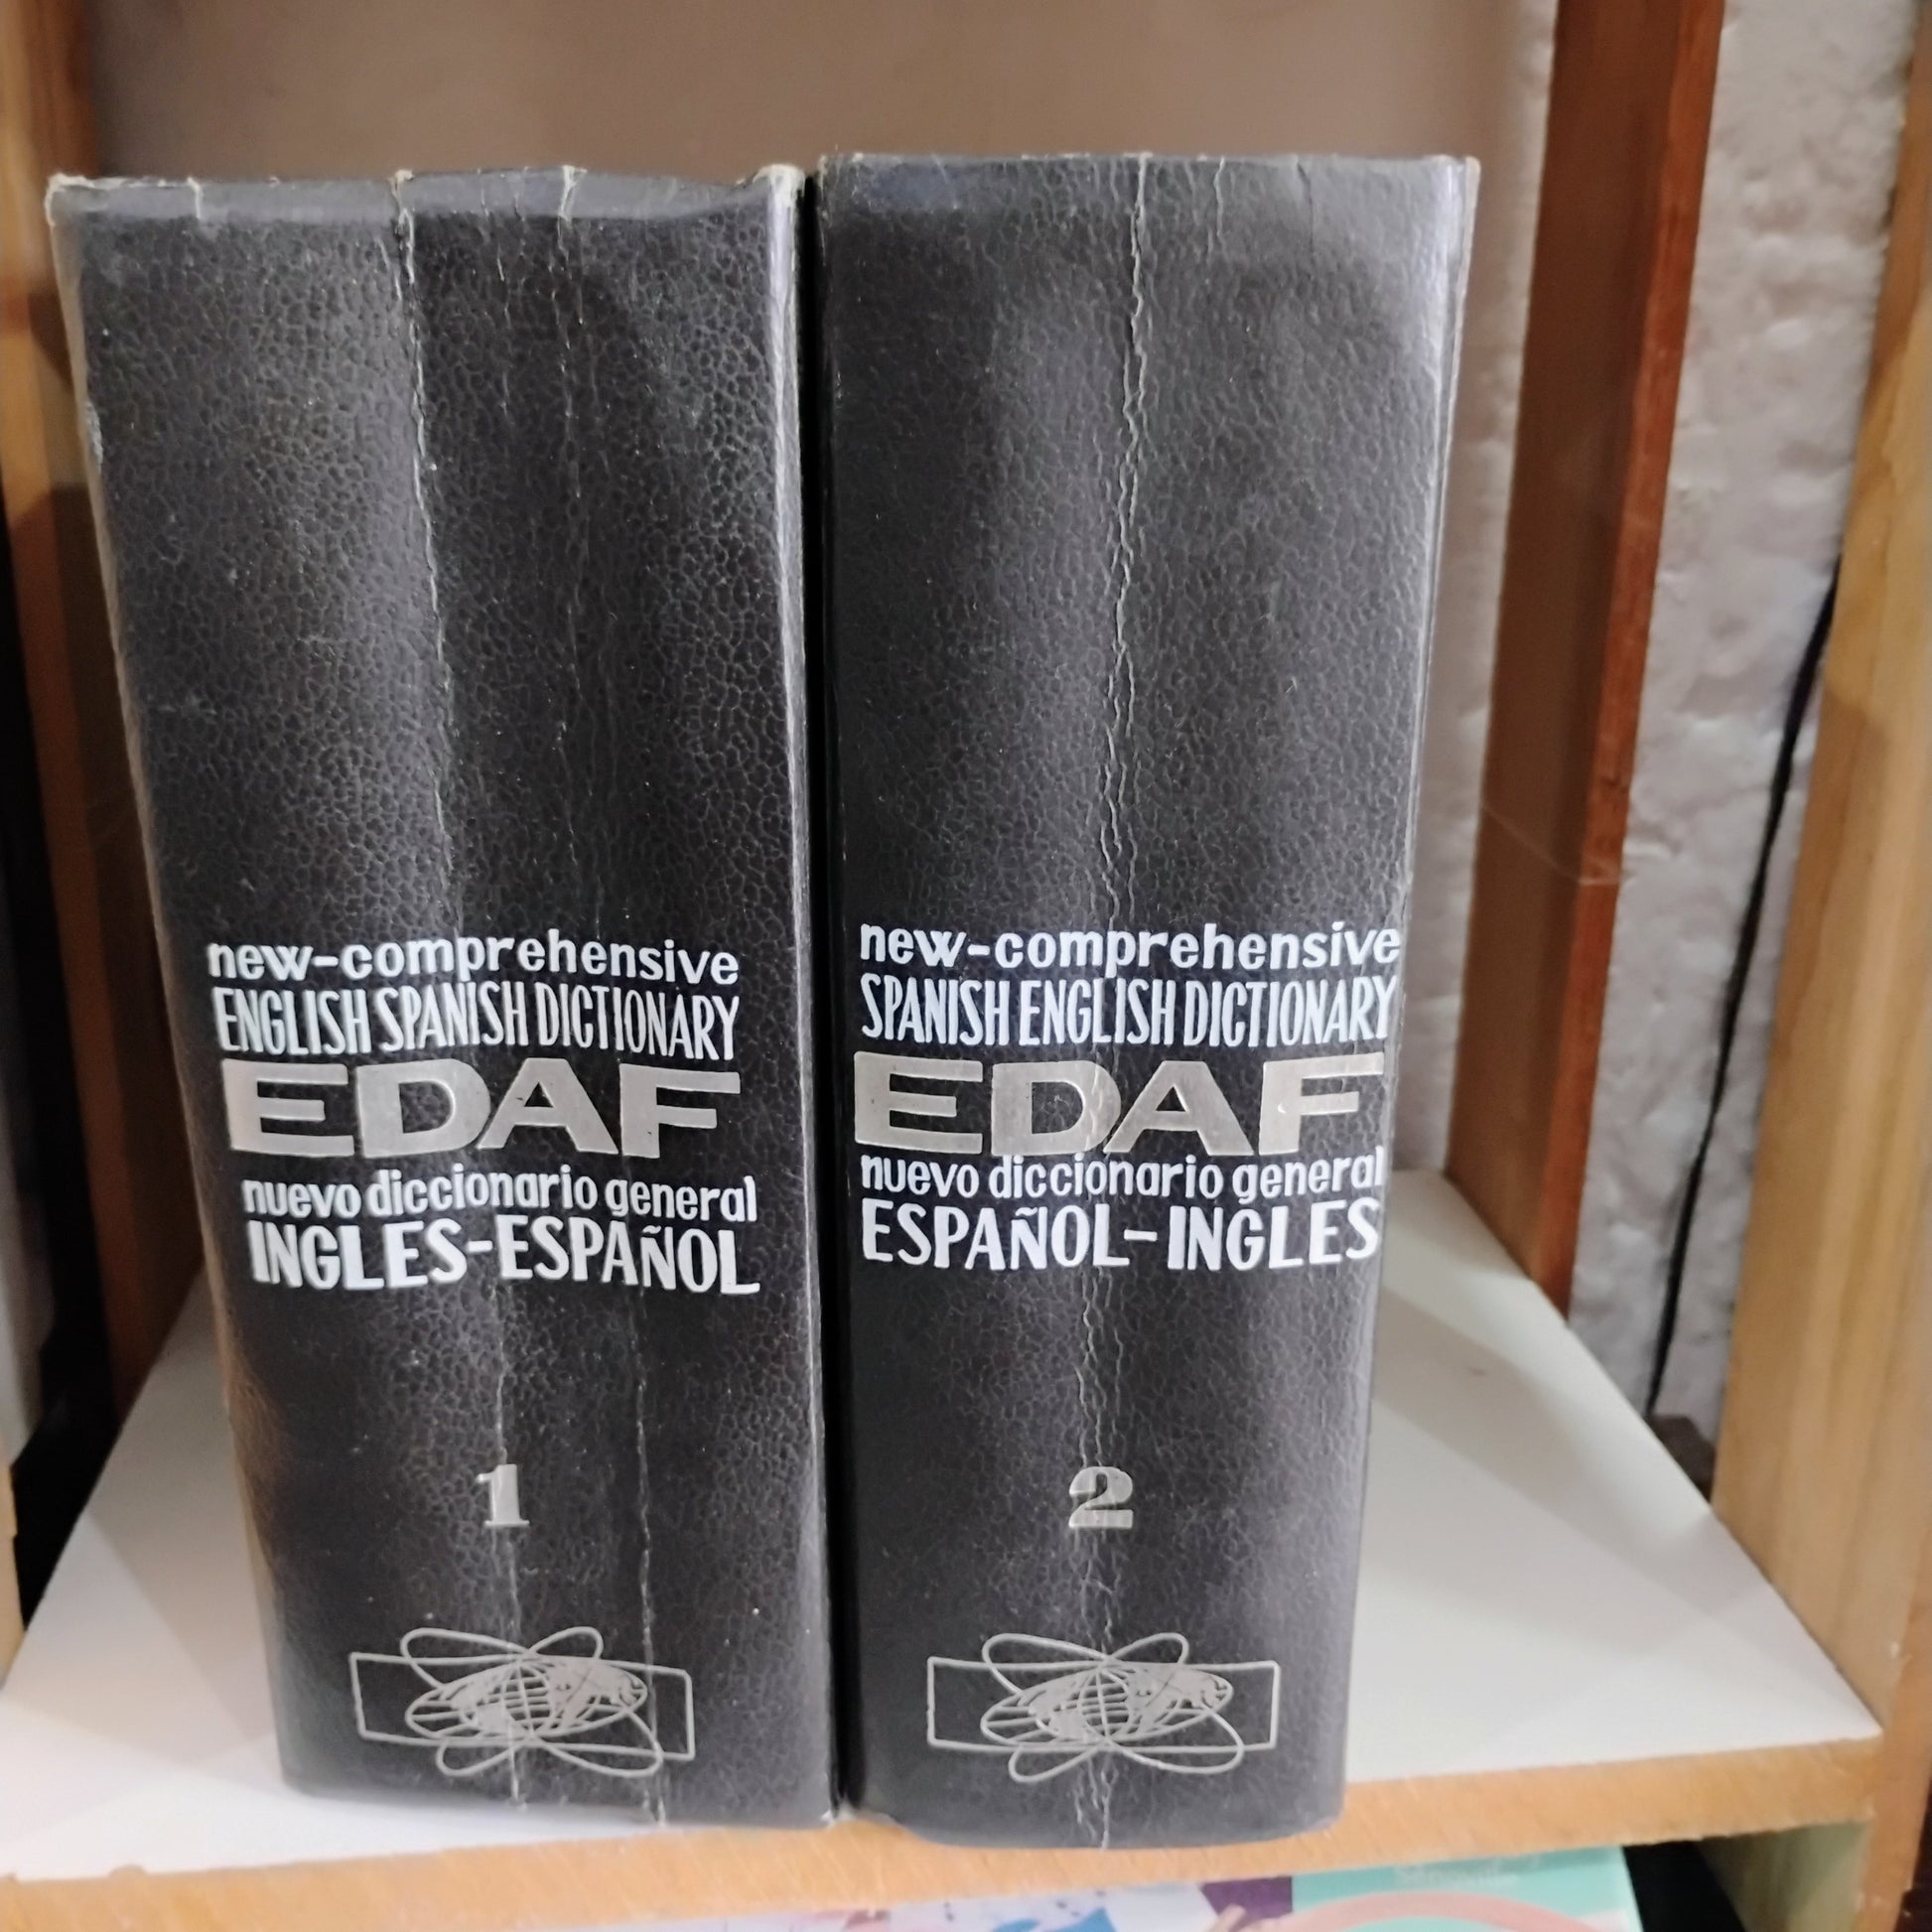 new-comprehensive
ENGLISH SPANISH DICTIONARY
EDAF
nuevo diccionario general
INGLES-ESPAÑOL
1
new-comprehensive
SPANISH ENGLISH DICTIONARY
EDAF
nuevo diccionario general
ESPAÑOL-INGLES
2